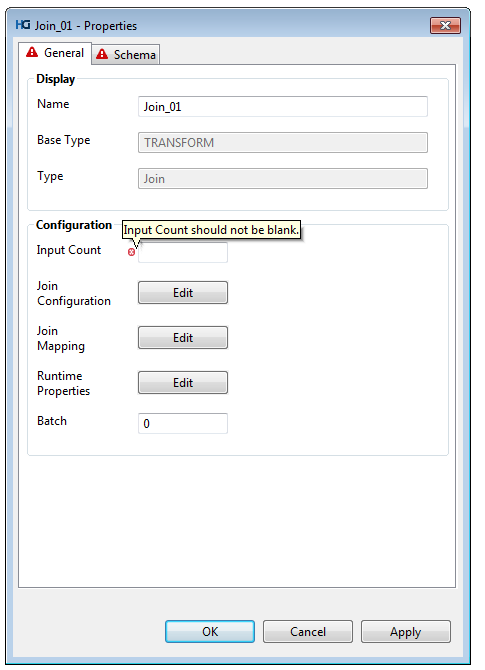 HG Join_01 - Properties
General Schema
Display
Name Join_01
Base Type TRANSFORM
Type Join
Configuration
Input Count should not be blank.
Input Count
Join
Configuration
Edit
Join
Mapping
Edit
Runtime
Properties
Edit
Batch 0
OK Cancel Apply